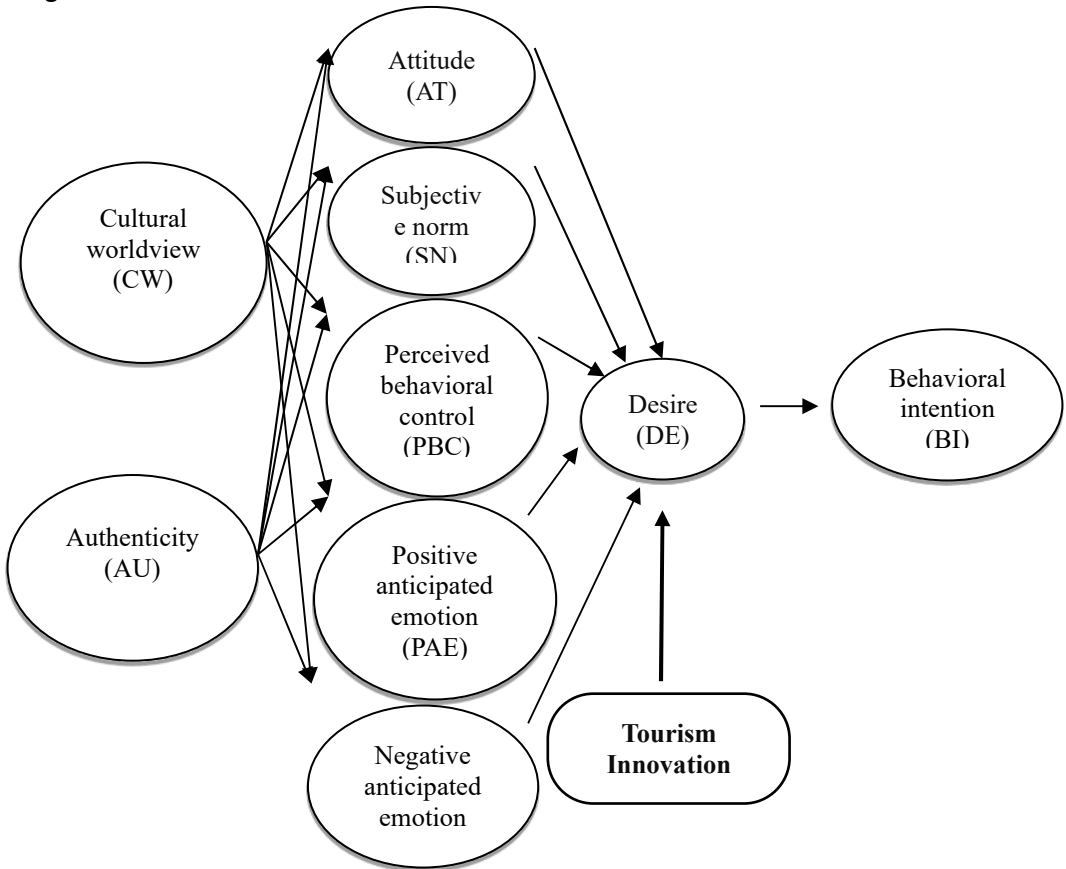 Attitude
(AT)
Subjectiv
e norm
(SN)
Cultural
worldview
(CW)
Perceived
behavioral
control
(PBC)
Desire
(DE)
Behavioral
intention
(BI)
Authenticity
(AU)
Positive
anticipated
emotion
(PAE)
Tourism
Innovation
Negative
anticipated
emotion